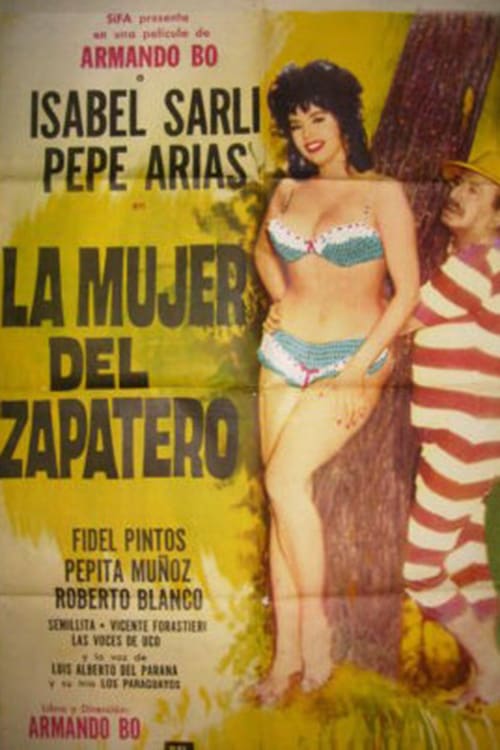 SIFA presenta
en una película de
ARMANDO BO
a
ISABEL SARLI
PEPE ARIAS
en
LA MUJER
DEL
ZAPATERO
FIDEL PINTOS
PEPITA MUÑOZ
ROBERTO BLANCO
SEMILLITA • VICENTE FORASTIERI
LAS VOCES DE UCO
y la voz de
LUIS ALBERTO DEL PARANA
y su trio LOS PARAGUAYOS
Libro y Dirección:
ARMANDO BO